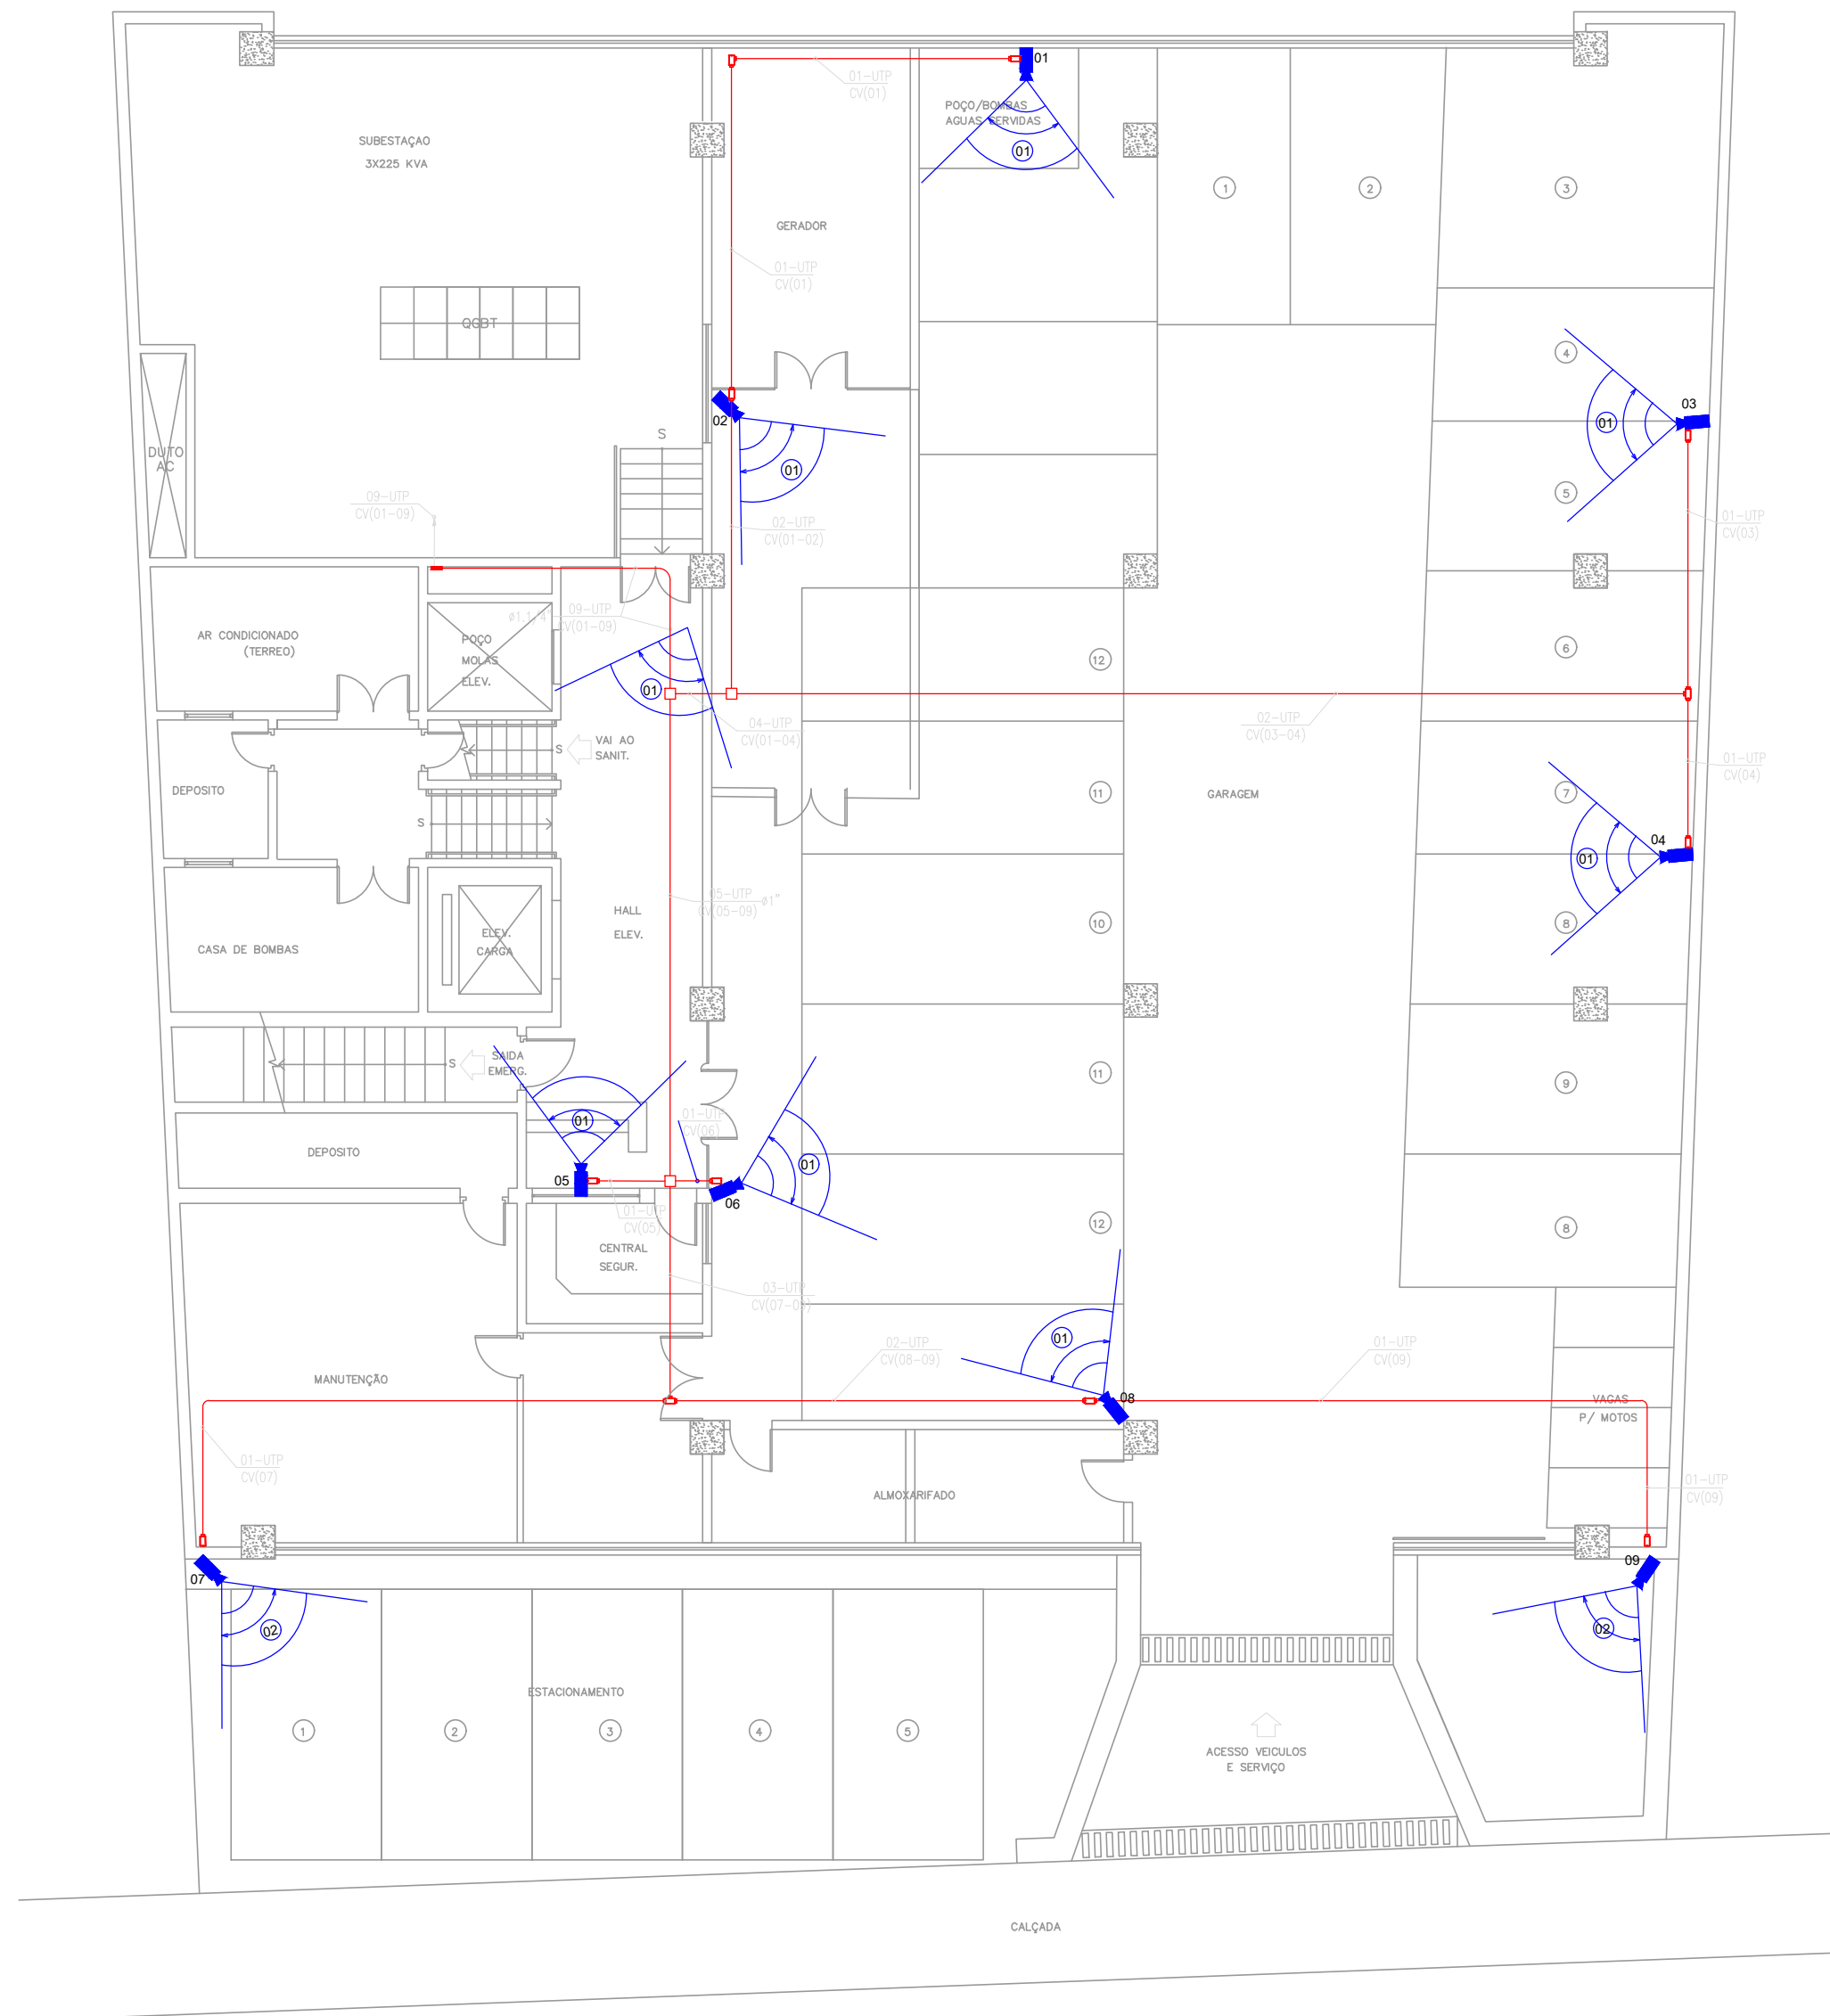 01
01-UTP
CV(01)
POÇO/BOMBAS
AGUAS SERVIDAS
SUBESTAÇAO
3X225 KVA
01
1
2
3
GERADOR
01-UTP
CV(01)
QGBT
4
02
03
01
DUTO
AC
S
01
5
09-UTP
CV(01-09)
02-UTP
CV(01-02)
01-UTP
CV(03)
ø1.1/4"
09-UTP
CV(01-09)
AR CONDICIONADO
(TERREO)
POÇO
MOLAS
ELEV.
12
6
01
04-UTP
CV(01-04)
02-UTP
CV(03-04)
S
VAI AO
SANIT.
01-UTP
CV(04)
DEPOSITO
11
GARAGEM
7
S
04
01
05-UTP
CV(05-09)
ø1"
HALL
ELEV.
10
8
ELEV.
CARGA
CASA DE BOMBAS
S
SAIDA
EMERG.
11
9
01
01-UTP
CV(06)
DEPOSITO
01
05
06
01-UTP
CV(05)
12
8
CENTRAL
SEGUR.
03-UTP
CV(07-09)
01
02-UTP
CV(08-09)
01-UTP
CV(09)
MANUTENÇÃO
08
VAGAS
P/ MOTOS
01-UTP
CV(07)
01-UTP
CV(09)
ALMOXARIFADO
07
09
02
02
ESTACIONAMENTO
1
2
3
4
5
ACESSO VEICULOS
E SERVIÇO
CALÇADA